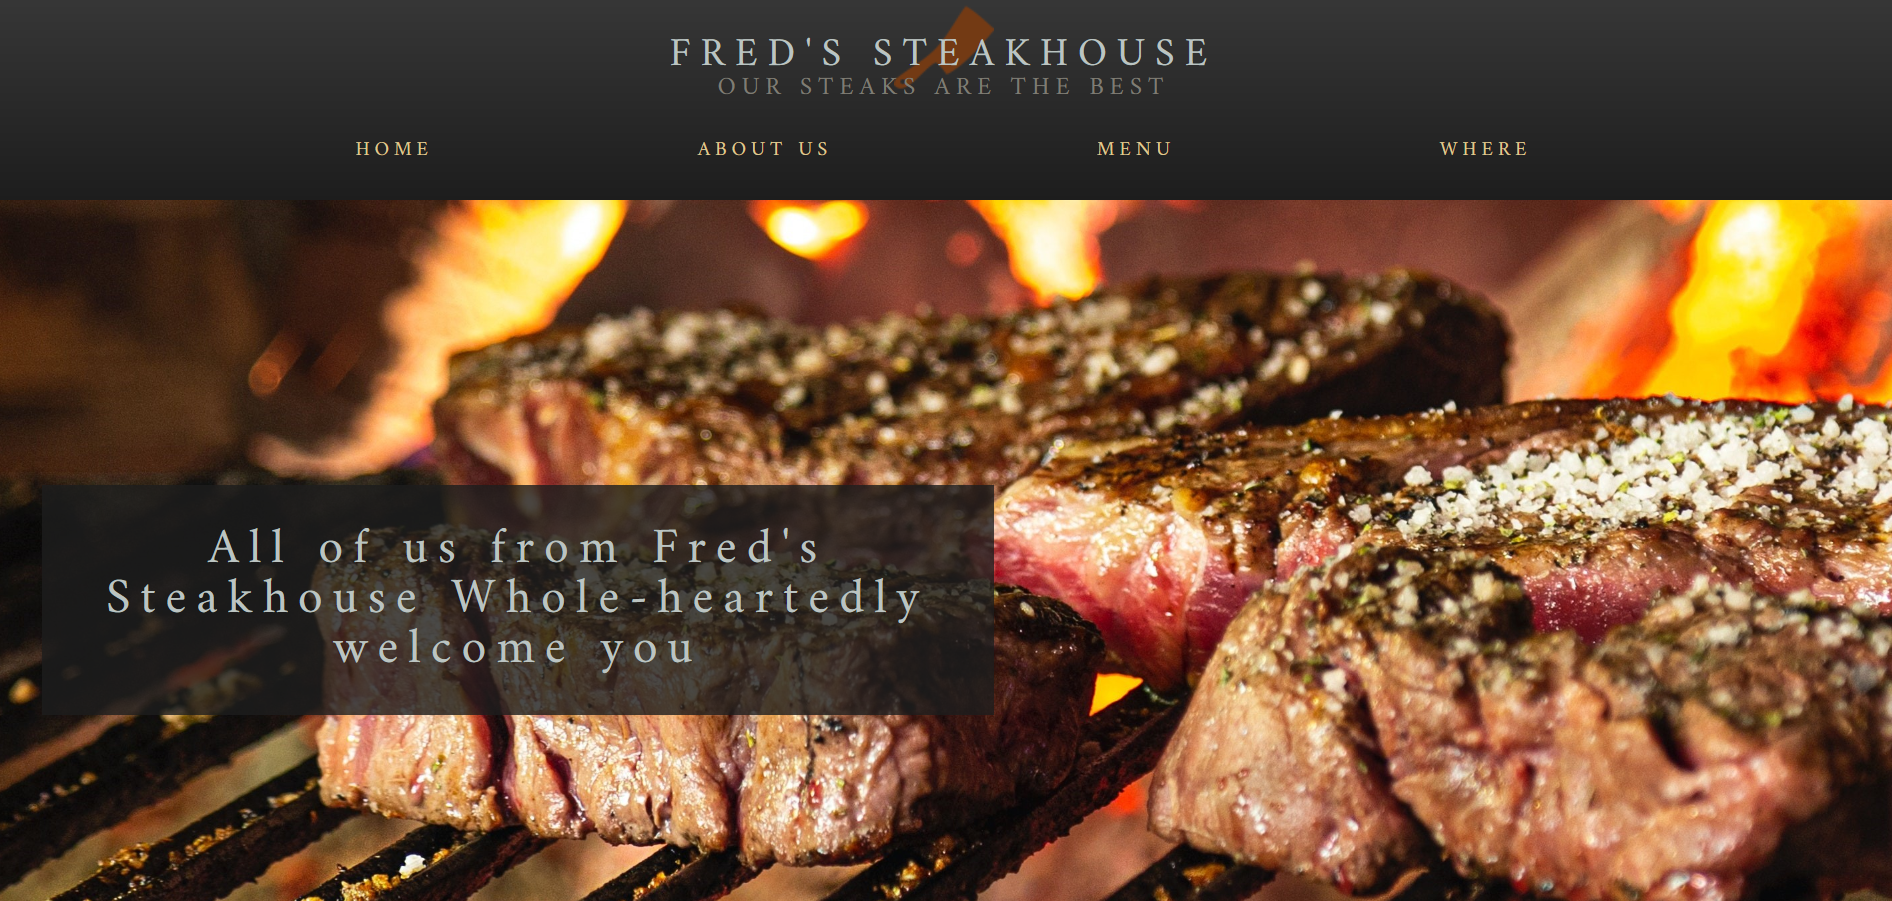 FRED'S STEAKHOUSE
OUR STEAKS ARE THE BEST
HOME ABOUT US MENU WHERE
All of us from Fred's
Steakhouse Whole-heartedly
welcome you